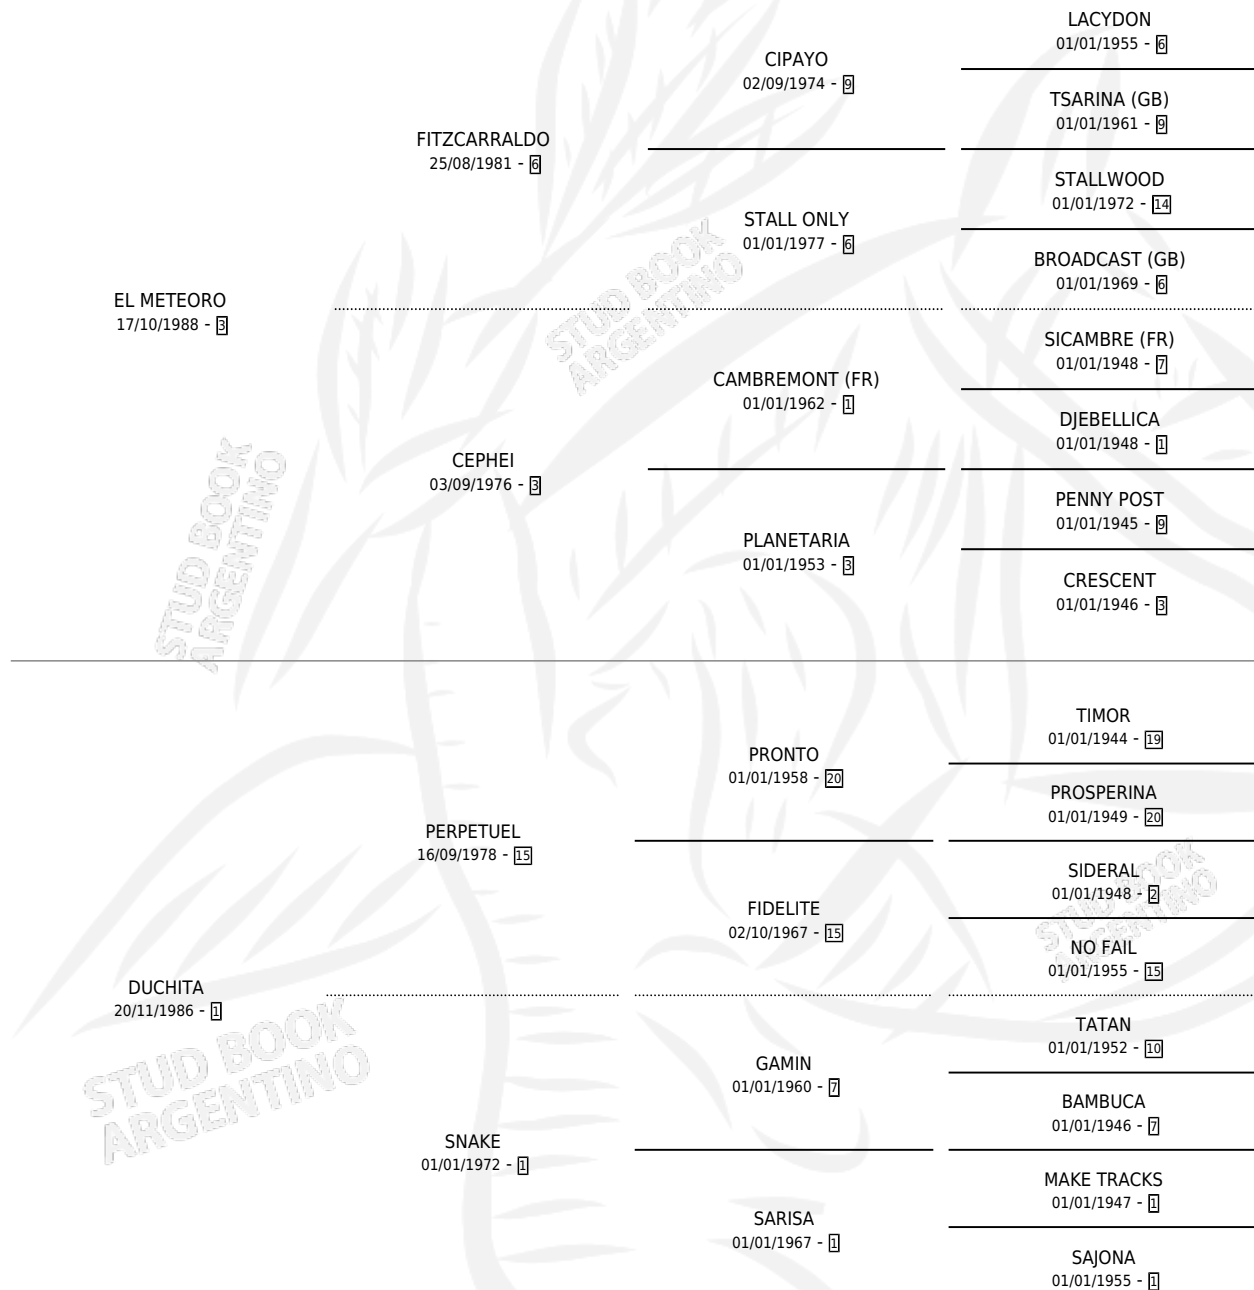 LACYDON
01/01/1955 - 6
CIPAYO
02/09/1974 - 9
TSARINA (GB)
01/01/1961 - 9
FITZCARRALDO
25/08/1981 - 6
STALLWOOD
01/01/1972 - 14
STALL ONLY
01/01/1977 - 6
BROADCAST (GB)
01/01/1969 - 6
EL METEORO
17/10/1988 - 3
SICAMBRE (FR)
01/01/1948 - 7
CAMBREMONT (FR)
01/01/1962 - 1
DJEBELLICA
01/01/1948 - 1
CEPHEI
03/09/1976 - 3
PENNY POST
01/01/1945 - 9
PLANETARIA
01/01/1953 - 3
CRESCENT
01/01/1946 - 3
STUD BOOK
ARGENTINO
STUD BOOK
ARGENTINO
TIMOR
01/01/1944 - 19
PRONTO
01/01/1958 - 20
PROSPERINA
01/01/1949 - 20
PERPETUEL
16/09/1978 - 15
SIDERAL
01/01/1948 - 2
FIDELITE
02/10/1967 - 15
NO FAIL
01/01/1955 - 15
STUD BOOK
ARGENTINO
DUCHITA
20/11/1986 - 1
TATAN
01/01/1952 - 10
GAMIN
01/01/1960 - 7
BAMBUCA
01/01/1946 - 7
STUD BOOK
ARGENTINO
SNAKE
01/01/1972 - 1
MAKE TRACKS
01/01/1947 - 1
SARISA
01/01/1967 - 1
SAJONA
01/01/1955 - 1